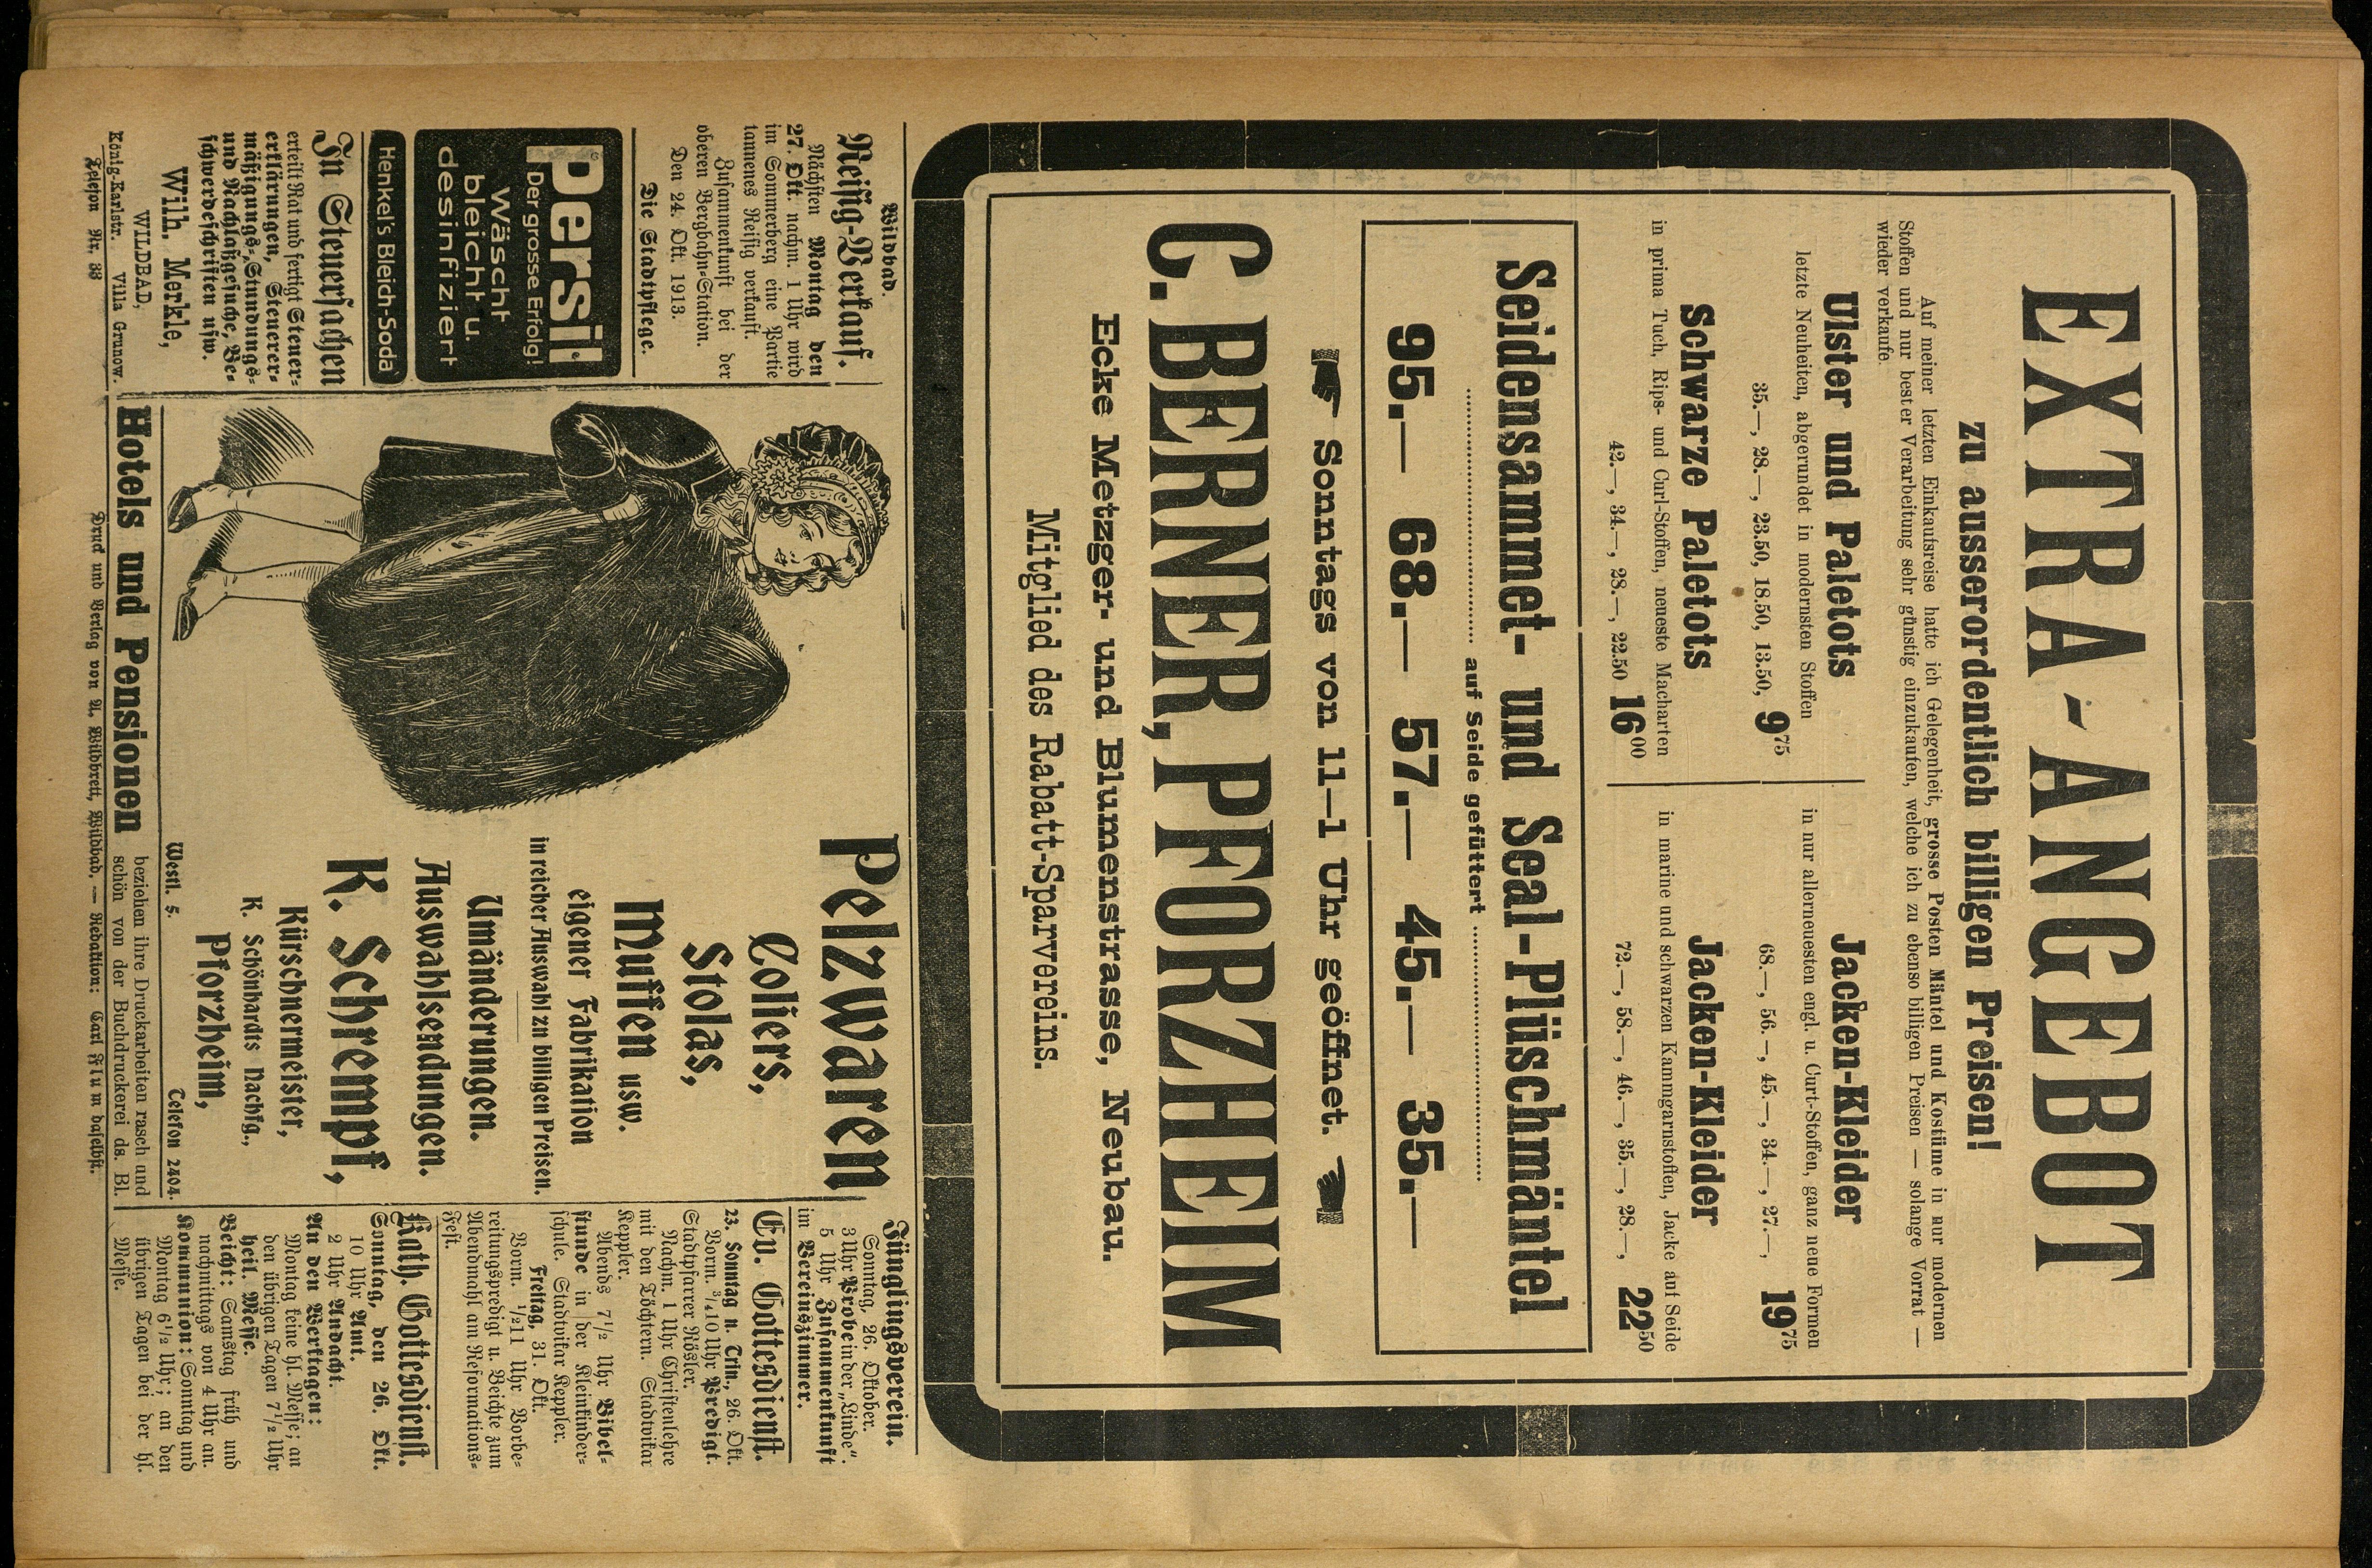 EXTRA-ANGEBOT
zu ausserordentlich billigen Preisen!
Auf meiner letzten Einkaufsreise hatte ich Gelegenheit, grosse Posten Mäntel und Kostüme in nur modernen
Stoffen und nur bester Verarbeitung sehr günstig einzukaufen, welche ich zu ebenso billigen Preisen — solange Vorrat —
wieder verkaufe.
Ulster und Paletots
letzte Neuheiten, abgerundet in modernsten Stoffen
35.—, 28.—, 23.50, 18.50, 13.50, 9 75
Schwarze Paletots
in prima Tuch, Rips- und Curl-Stoffen, neueste Macharten
42.—, 34.—, 28.—, 22.50 16 00
Jacken-Kleider
in nur allerneuesten engl. u. Curt-Stoffen, ganz neue Formen
68.—, 56.—, 45.—, 34.—, 27.—, 19 75
Jacken-Kleider
in marine und schwarzen Kammgarnstoffen, Jacke auf Seide
72.—, 58.—, 46.—, 35.—, 28.—, 22 50
Seidensammet- und Seal-Plüschmäntel
auf Seide gefüttert
95.— 68.— 57.— 45.— 35.—
Sonntags von 11—1 Uhr geöffnet.
C. BERNER, PFORZHEIM
Ecke Metzger- und Blumenstrasse, Neubau.
Mitglied des Rabatt-Sparvereins.
Wildbad.
Reisig-Verkauf.
Nächsten Montag den
27. Okt. nachm. 1 Uhr wird
im Sommerberg eine Partie
tannenes Reisig verkauft.
Zusammenkunft bei der
oberen Bergbahn-Station.
Den 24. Okt. 1913.
Die Stadtpflege.
Persil
Der grosse Erfolg!
Wäscht
bleicht u.
desinfiziert
Henkel's Bleich-Soda
In Steuersachen
erteilt Rat und fertigt Steuer-
erklärungen, Steuerer-
mäßigungs-, Stundungs-
und Nachlaßgesuche, Be-
schwerdeschriften usw.
Wilh. Merkle,
WILDBAD,
König-Karlstr. Villa Grunow.
Telefon Nr. 88
Pelzwaren
Coliers,
Stolas,
Muffen usw.
eigener Fabrikation
in reicher Auswahl zu billigen Preisen.
Umänderungen.
Auswahlsendungen.
K. Schrempf,
Kürschnermeister,
K. Schönhardts Nachfg.,
Pforzheim,
Westl. 5. Telefon 2404.
Hotels und Pensionen
beziehen ihre Druckarbeiten rasch und
schön von der Buchdruckerei ds. Bl.
Jünglingsverein.
Sonntag, 26. Oktober.
3 Uhr Probe in der „Linde".
5 Uhr Zusammenkunft
im Vereinszimmer.
Ev. Gottesdienst.
23. Sonntag n. Trin., 26. Okt.
Vorm. 3/4 10 Uhr Predigt.
Stadtpfarrer Rösler.
Nachm. 1 Uhr Christenlehre
mit den Töchtern. Stadtvikar
Keppler.
Abends 7 1/2 Uhr Bibel-
stunde in der Kleinkinder-
schule. Stadtvikar Keppler.
Freitag, 31. Okt.
Vorm. 1/2 11 Uhr Vorbe-
reitungspredigt u. Beichte zum
Abendmahl am Reformations-
Fest.
Kath. Gottesdienst.
Sonntag, den 26. Okt.
10 Uhr Amt.
2 Uhr Andacht.
An den Werktagen:
Montag keine hl. Messe; an
den übrigen Tagen 7 1/2 Uhr
heil. Messe.
Beicht: Samstag früh und
nachmittags von 4 Uhr an.
Kommunion: Sonntag und
Montag 6 1/2 Uhr; an den
übrigen Tagen bei der hl.
Messe.
Druck und Verlag von A. Wildbrett, Wildbad. — Redaktion: Carl Flum daselbst.